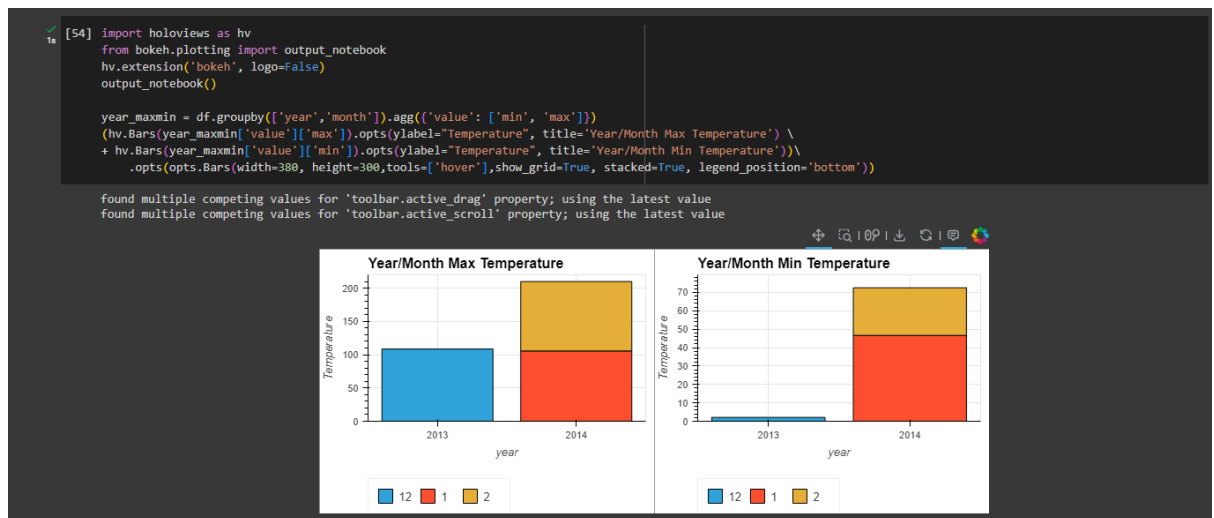 1s
[54] import holoviews as hv
from bokeh.plotting import output_notebook
hv.extension('bokeh', logo=False)
output_notebook()
year_maxmin = df.groupby(['year','month']).agg({'value': ['min', 'max']})
(hv.Bars(year_maxmin['value']['max']).opts(ylabel="Temperature", title='Year/Month Max Temperature') \
+ hv.Bars(year_maxmin['value']['min']).opts(ylabel="Temperature", title='Year/Month Min Temperature'))\
.opts(opts.Bars(width=380, height=300,tools=['hover'],show_grid=True, stacked=True, legend_position='bottom'))
found multiple competing values for 'toolbar.active_drag' property; using the latest value
found multiple competing values for 'toolbar.active_scroll' property; using the latest value
Year/Month Max Temperature
Temperature
200
150
100
50
0
2013 2014
year
12 1 2
Year/Month Min Temperature
Temperature
70
60
50
40
30
20
10
0
2013 2014
year
12 1 2